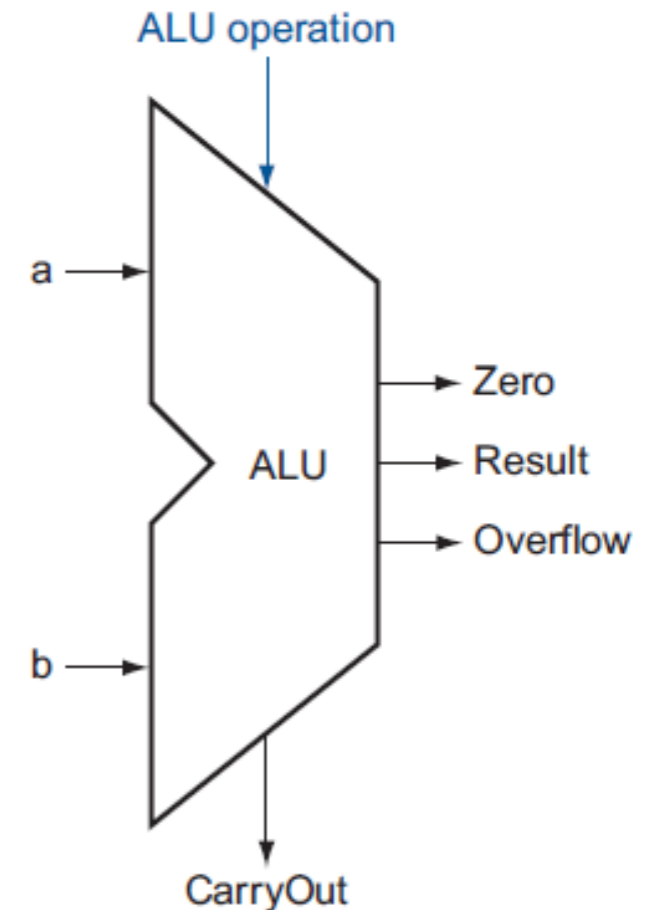 ALU operation
a
Zero
ALU
Result
Overflow
b
CarryOut